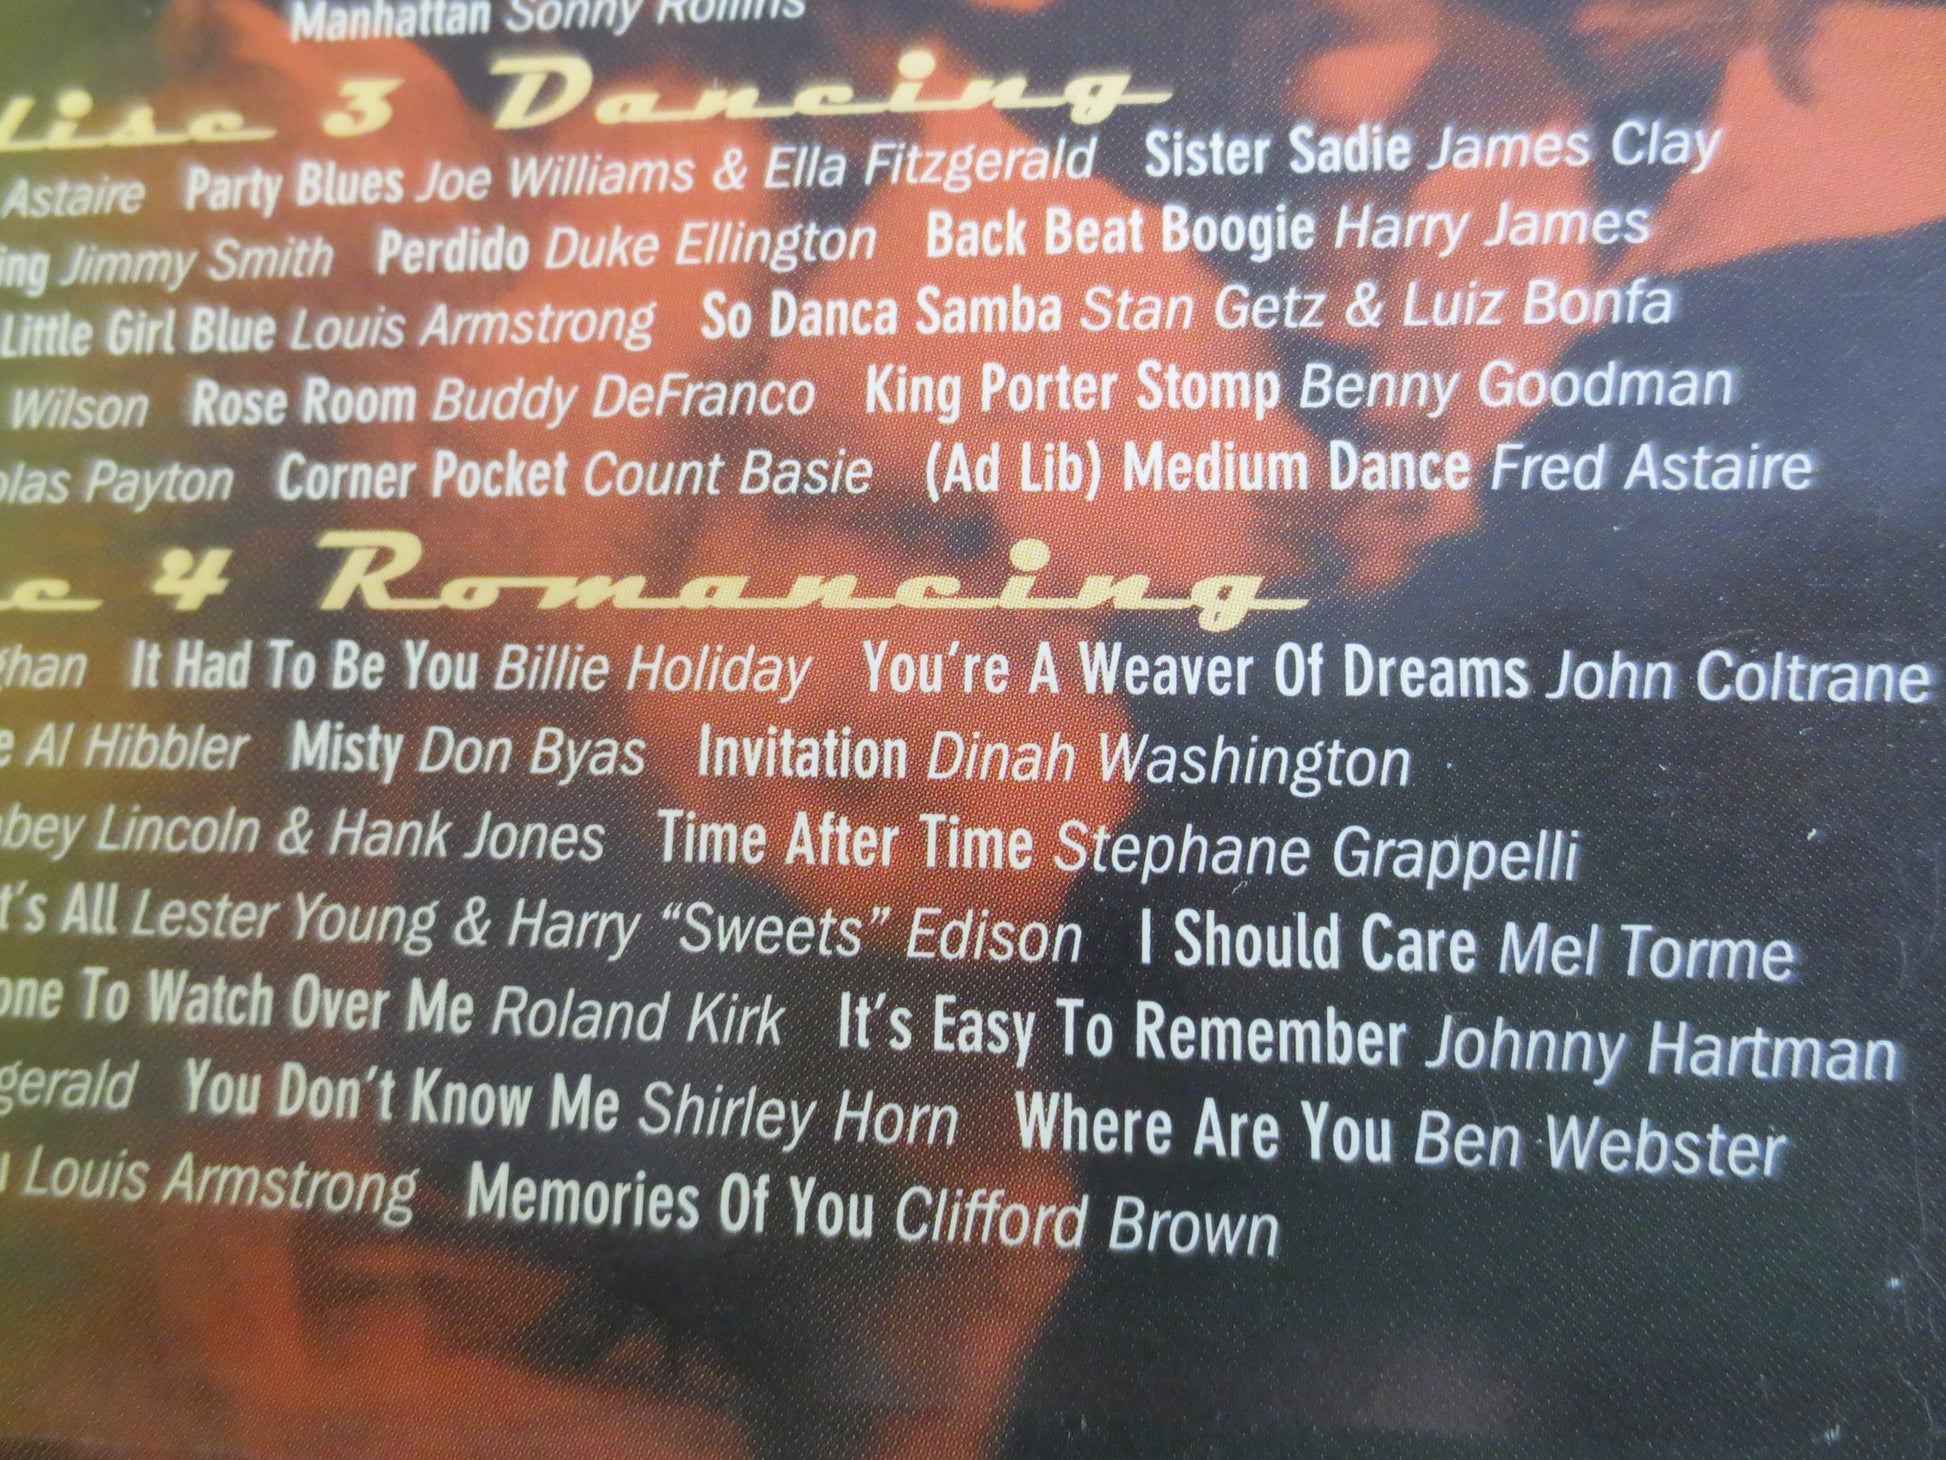 Manhattan Sonny Rollins
disc 3 Dancing
Astaire Party Blues Joe Williams & Ella Fitzgerald Sister Sadie James Clay
Jimmy Smith Perdido Duke Ellington Back Beat Boogie Harry James
Little Girl Blue Louis Armstrong So Danca Samba Stan Getz & Luiz Bonfa
Wilson Rose Room Buddy DeFranco King Porter Stomp Benny Goodman
Payton Corner Pocket Count Basie (Ad Lib) Medium Dance Fred Astaire
4 Romancing
It Had To Be You Billie Holiday You're A Weaver Of Dreams John Coltrane
Al Hibbler Misty Don Byas Invitation Dinah Washington
Lincoln & Hank Jones Time After Time Stephane Grappelli
All Lester Young & Harry “Sweets” Edison I Should Care Mel Torme
To Watch Over Me Roland Kirk It's Easy To Remember Johnny Hartman
You Don't Know Me Shirley Horn Where Are You Ben Webster
Louis Armstrong Memories Of You Clifford Brown